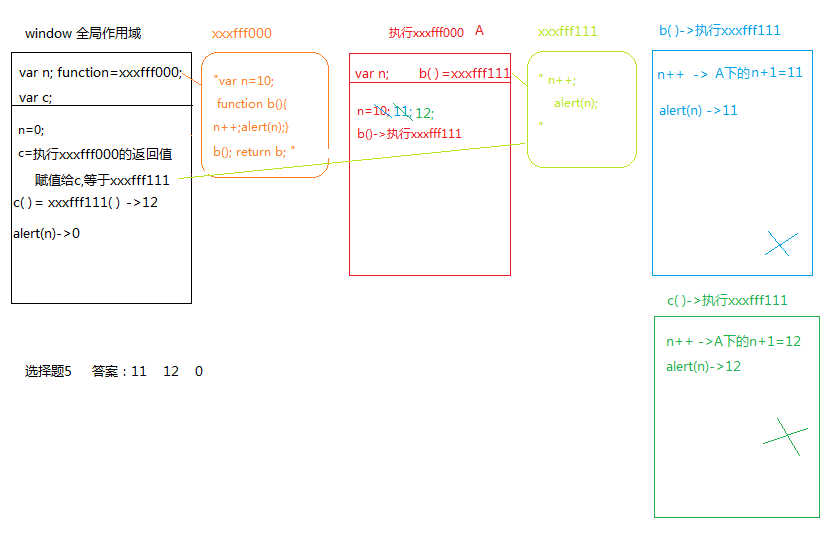 window 全局作用域
var n; function=xxxfff000;
var c;
n=0;
c=执行xxxfff000的返回值
赋值给c,等于xxxfff111
c( ) = xxxfff111( ) ->12
alert(n)->0
xxxfff000
"var n=10;
function b(){
n++;alert(n);}
b(); return b; "
执行xxxfff000 A
var n; b( ) =xxxfff111
n=10; 11; 12;
b()->执行xxxfff111
xxxfff111
" n++;
alert(n);
"
b( )->执行xxxfff111
n++ -> A下的n+1=11
alert(n) ->11
c( )->执行xxxfff111
n++ ->A下的n+1=12
alert(n)->12
选择题5 答案：11 12 0